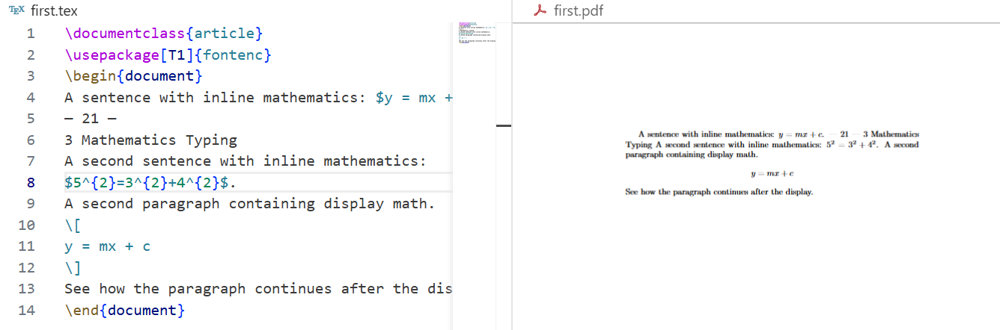 TEX first.tex
1 \documentclass{article}
2 \usepackage[T1]{fontenc}
3 \begin{document}
4 A sentence with inline mathematics: $y = mx +
5 — 21 —
6 3 Mathematics Typing
7 A second sentence with inline mathematics:
8 $5^{2}=3^{2}+4^{2}$.
9 A second paragraph containing display math.
10 \[
11 y = mx + c
12 \]
13 See how the paragraph continues after the dis
14 \end{document}
first.pdf
A sentence with inline mathematics: y = mx + c. — 21 — 3 Mathematics
Typing A second sentence with inline mathematics: 5² = 3² + 4². A second
paragraph containing display math.
y = mx + c
See how the paragraph continues after the display.